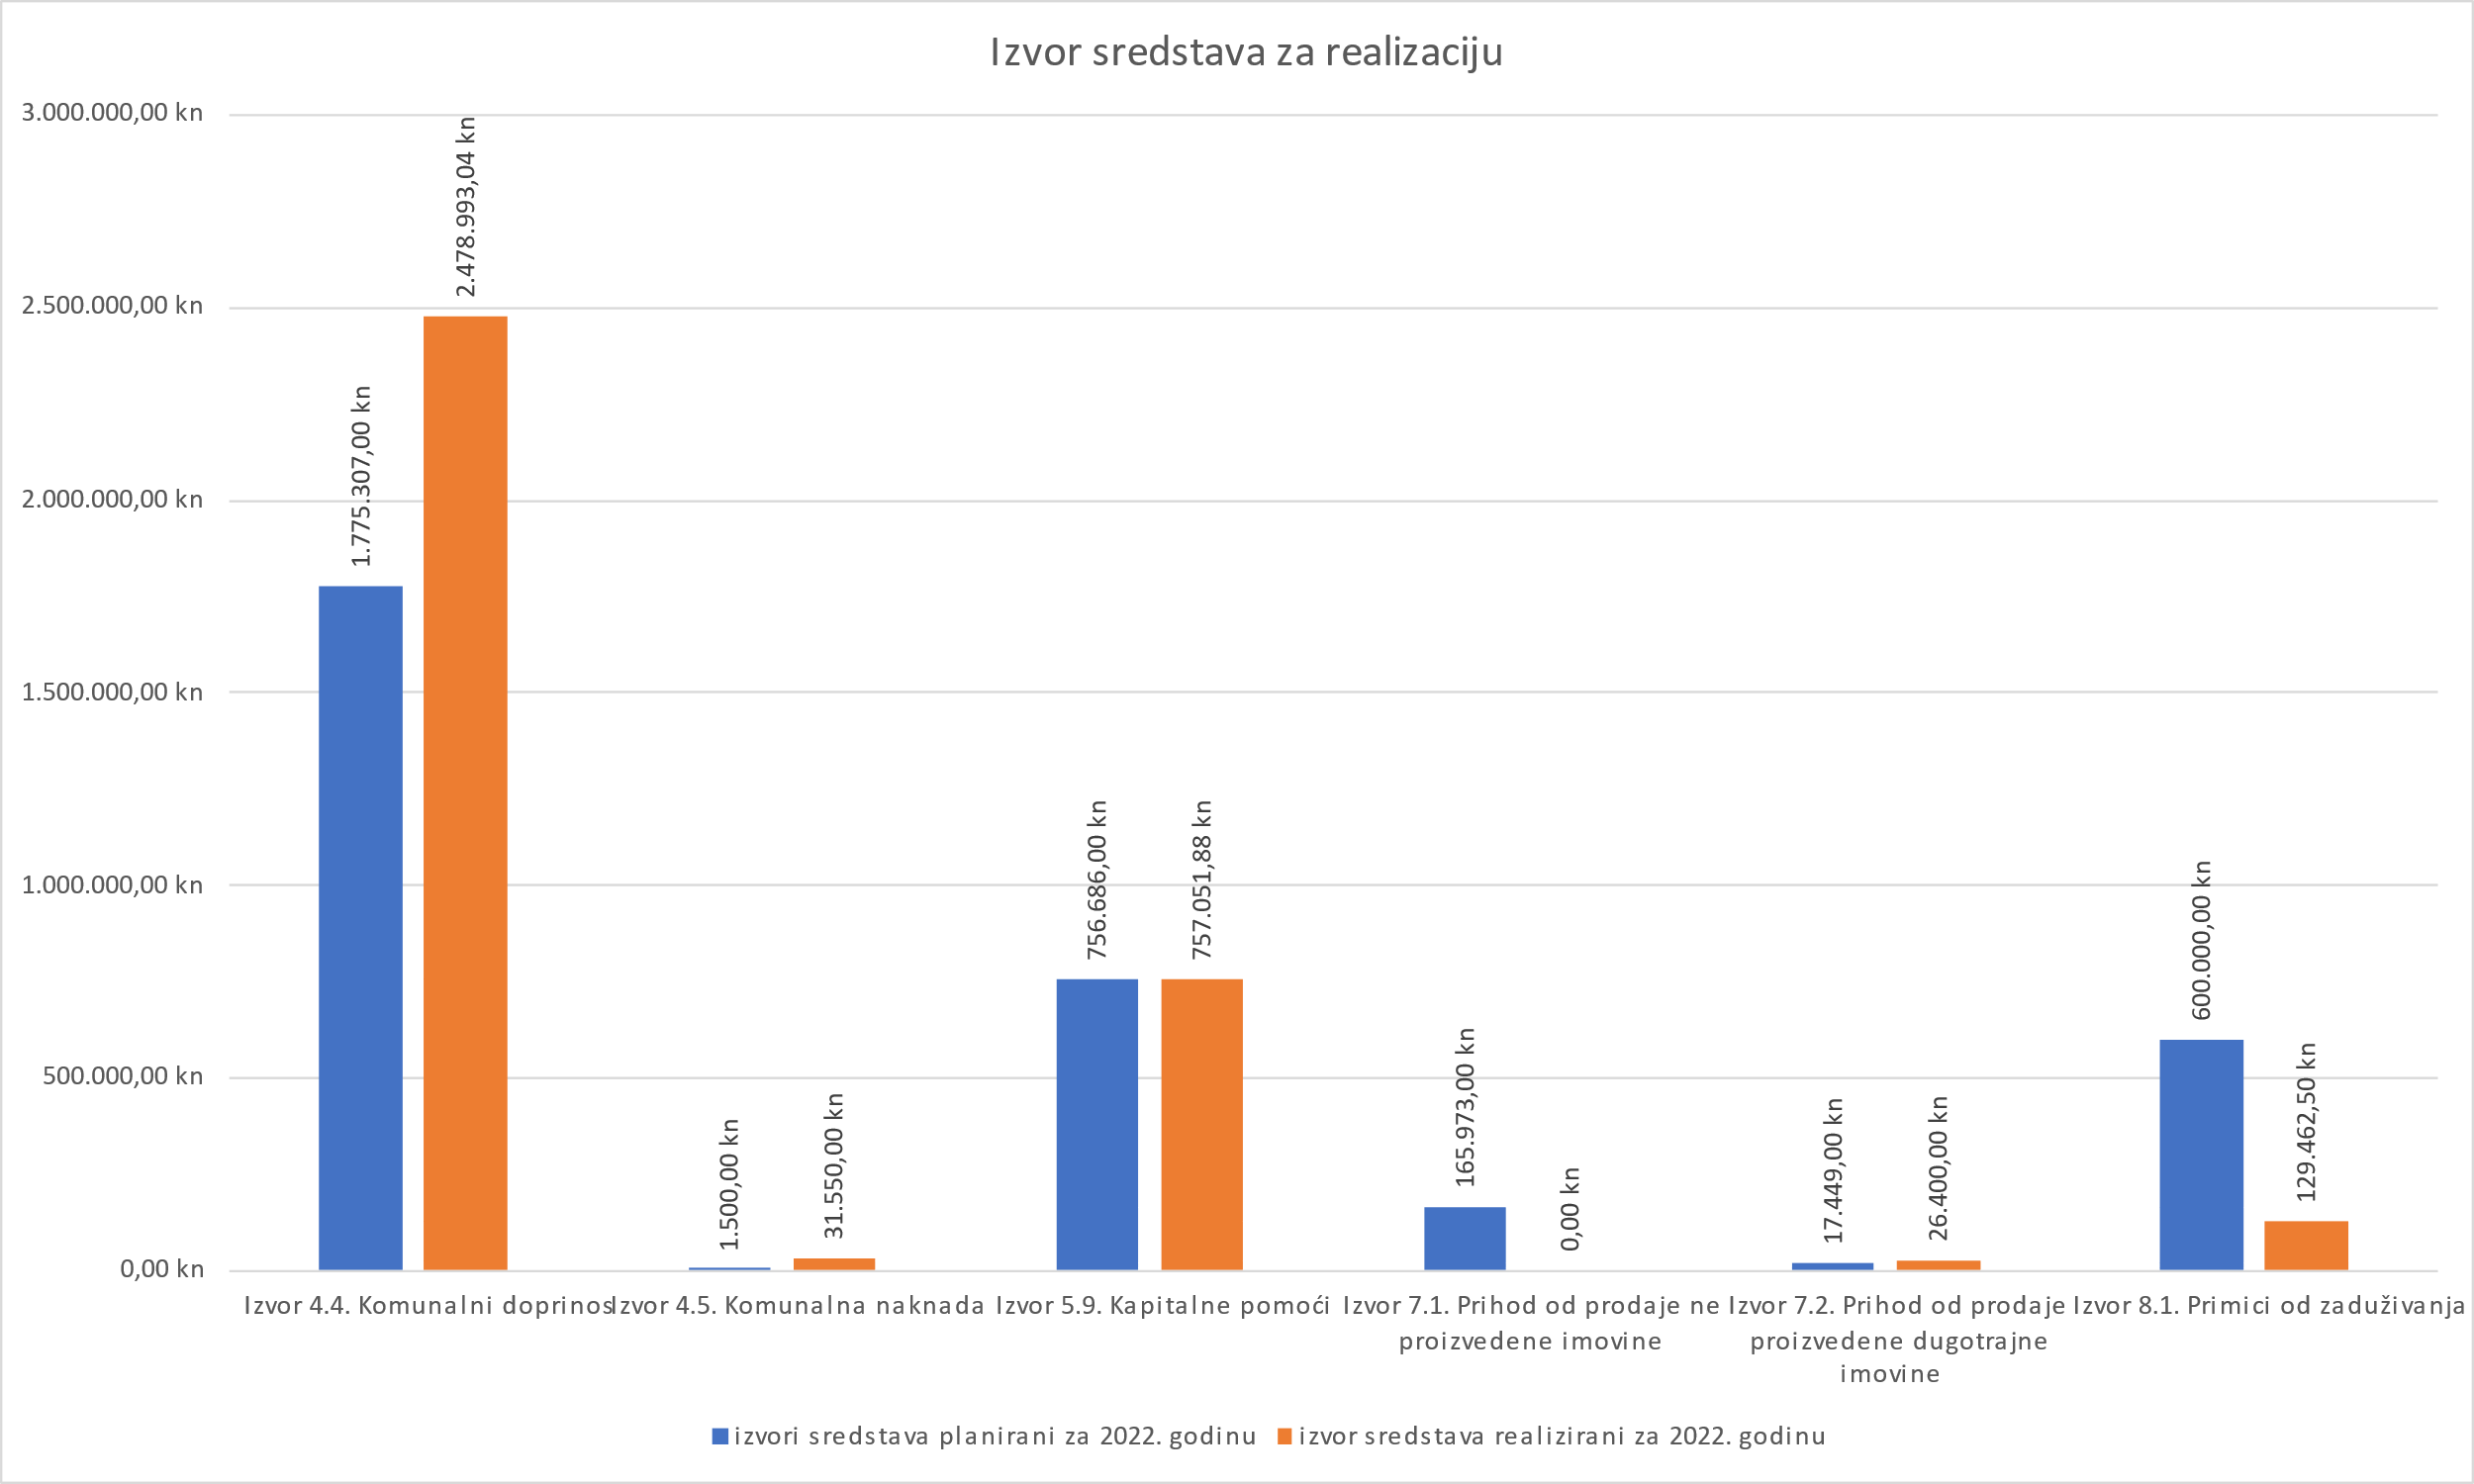 Izvor sredstava za realizaciju
3.000.000,00 kn
2.500.000,00 kn
2.000.000,00 kn
1.500.000,00 kn
1.000.000,00 kn
500.000,00 kn
0,00 kn
1.775.307,00 kn
2.478.993,04 kn
1.500,00 kn
31.550,00 kn
756.686,00 kn
757.051,88 kn
165.973,00 kn
0,00 kn
17.449,00 kn
26.400,00 kn
600.000,00 kn
129.462,50 kn
Izvor 4.4. Komunalni doprinos
Izvor 4.5. Komunalna naknada
Izvor 5.9. Kapitalne pomoći
Izvor 7.1. Prihod od prodaje ne
proizvedene imovine
Izvor 7.2. Prihod od prodaje
proizvedene dugotrajne
imovine
Izvor 8.1. Primici od zaduživanja
izvori sredstava planirani za 2022. godinu
izvor sredstava realizirani za 2022. godinu